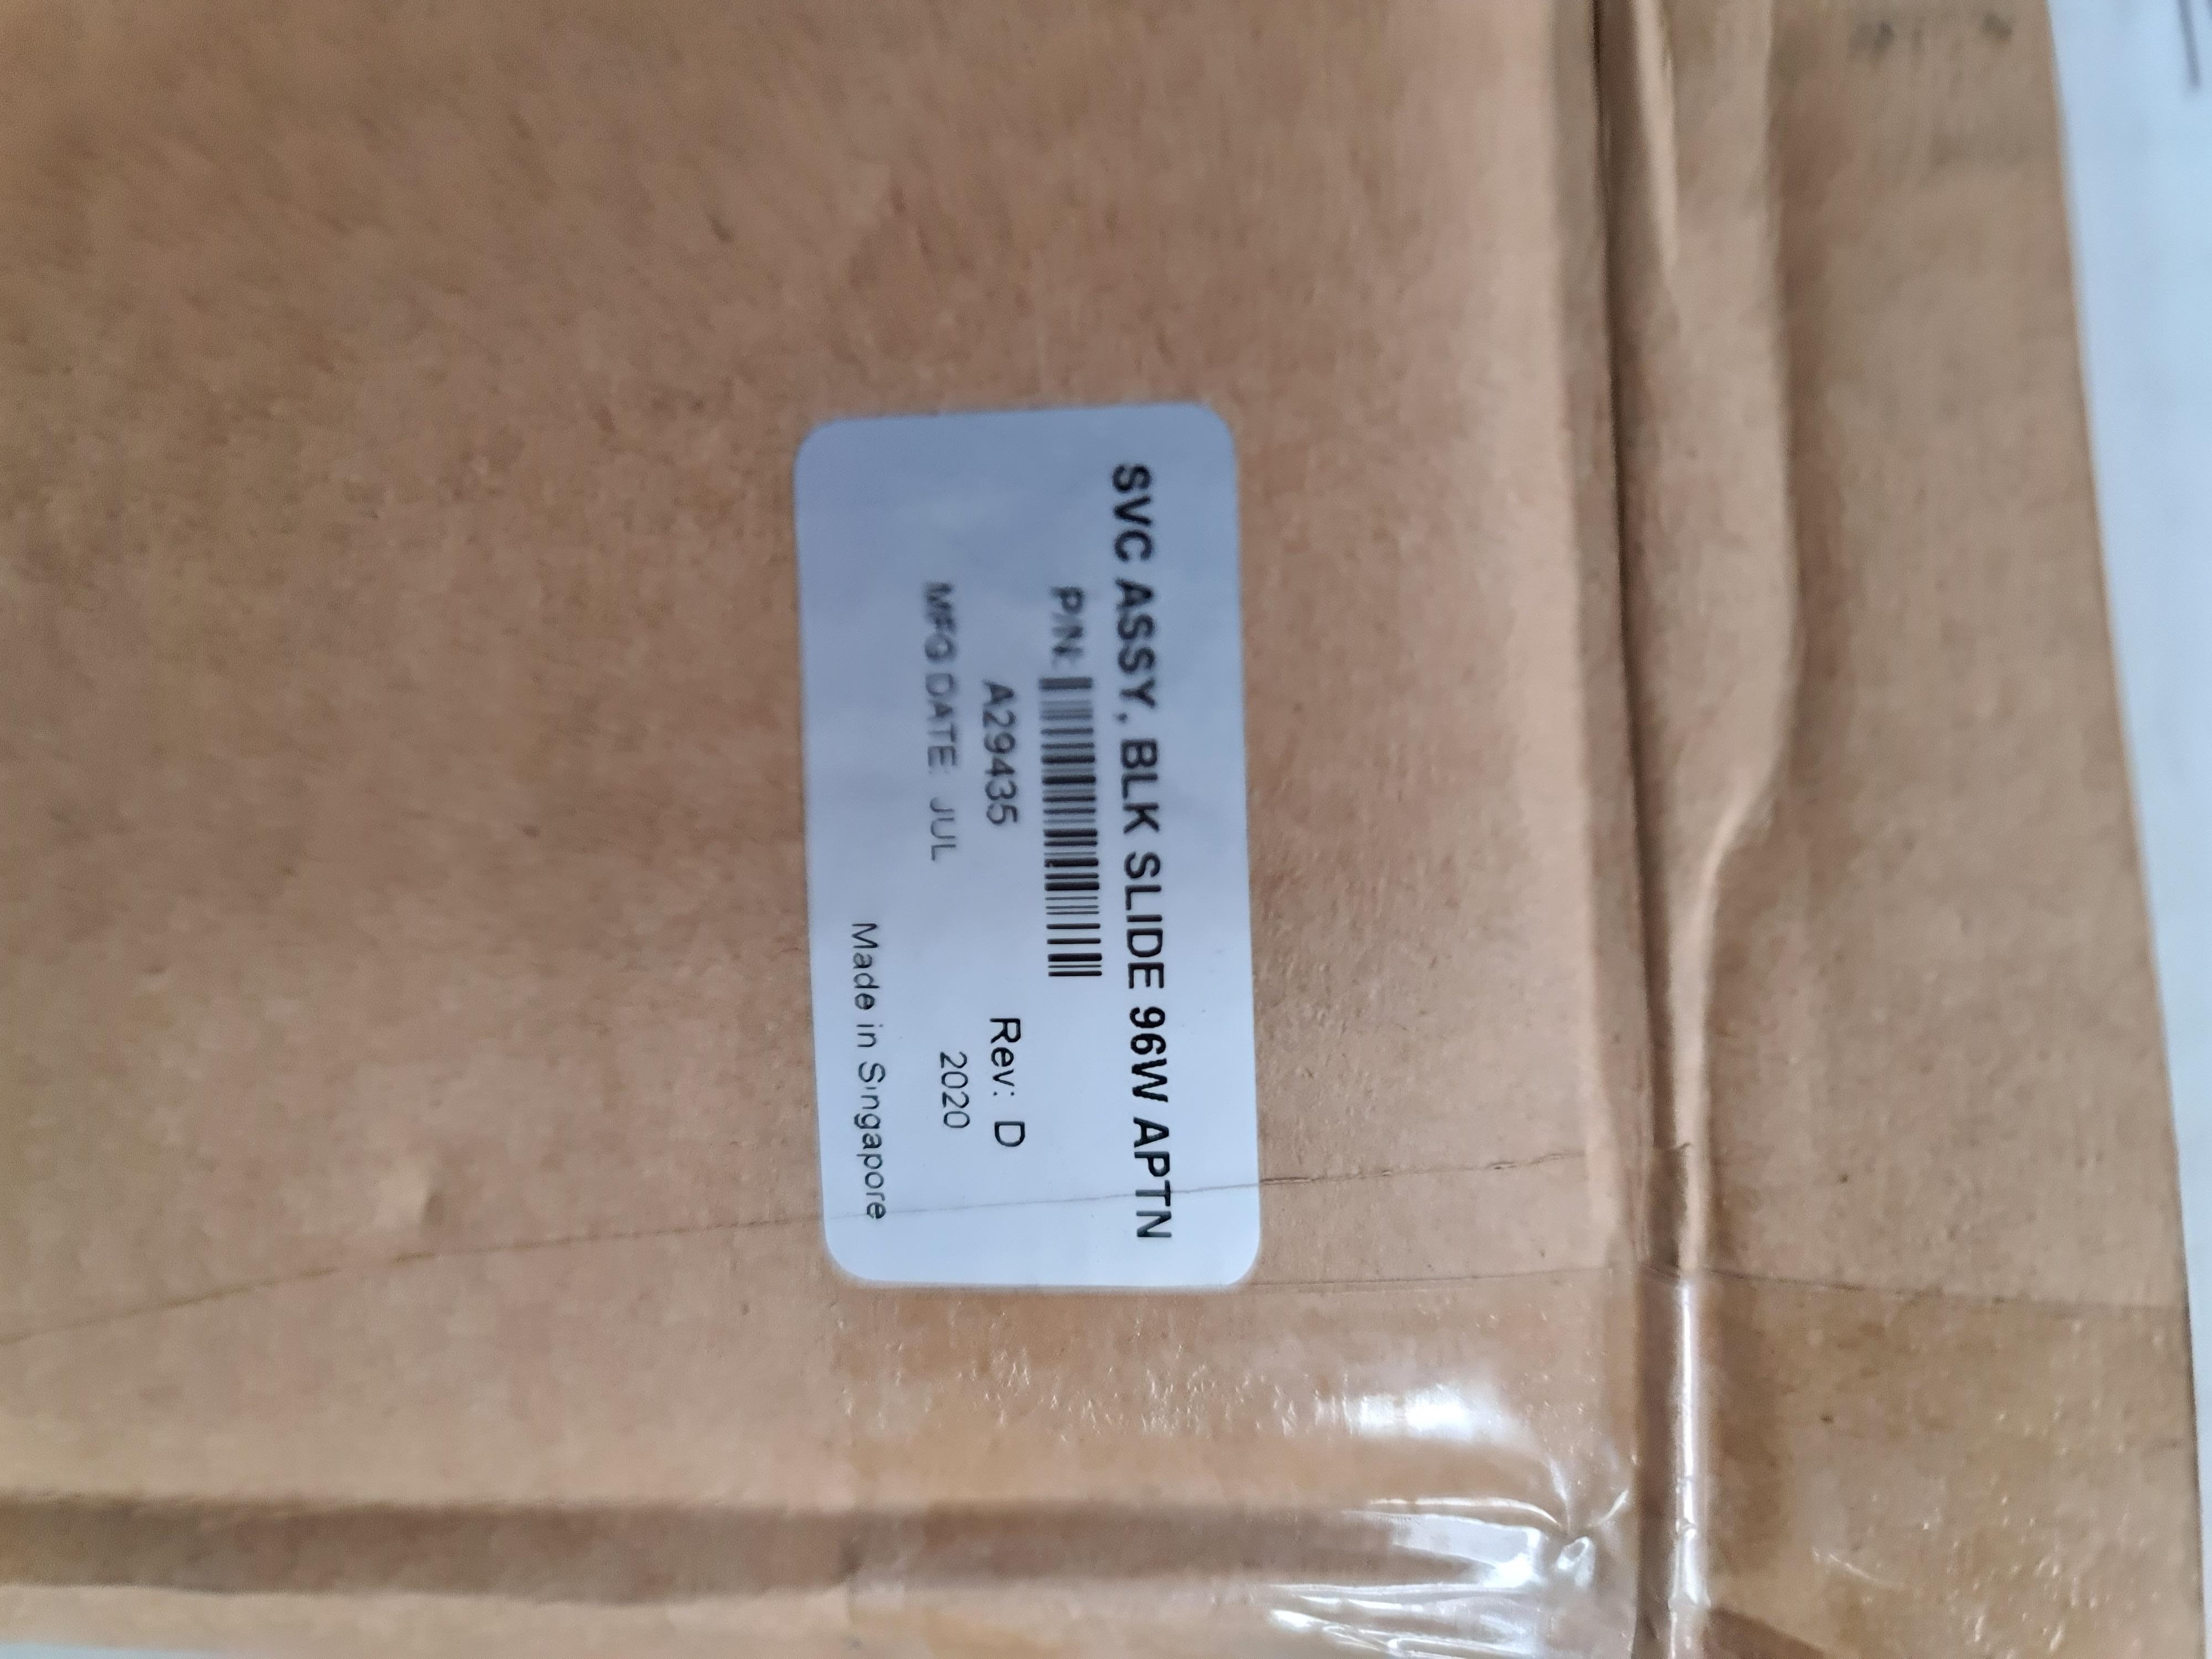 SVC ASSY, BLK SLIDE 96W APTN
P/N:
A29435 Rev: D
MFG DATE: JUL 2020
Made in Singapore